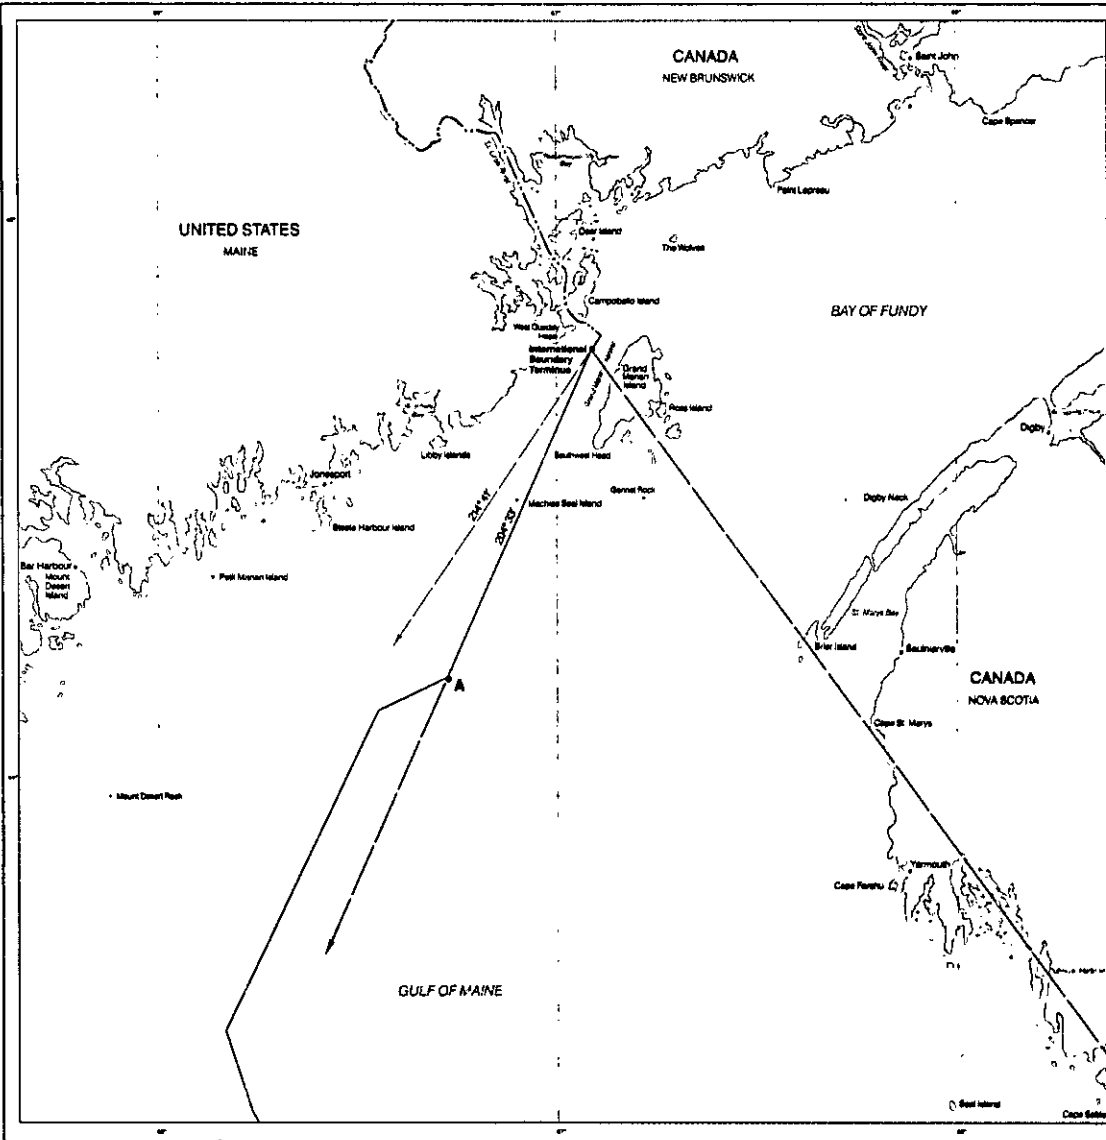 CANADA
NEW BRUNSWICK
Saint John
Cape Spencer
Point Lepreau
UNITED STATES
MAINE
Deer Island
The Wolves
Campobello Island
BAY OF FUNDY
West Quoddy
Head
International
Boundary
Terminus
Grand
Manan
Island
Ross Island
Digby
Libby Islands
Southwest Head
Jonesport
Gannet Rock
Digby Neck
Machias Seal Island
204° 33'
Steele Harbour Island
Bar Harbour
Mount
Desert
Island
Petit Manan Island
St. Marys Bay
Brier Island
Saulnierville
CANADA
NOVA SCOTIA
A
Cape St. Marys
Mount Desert Rock
Yarmouth
Cape Forchu
GULF OF MAINE
Seal Island